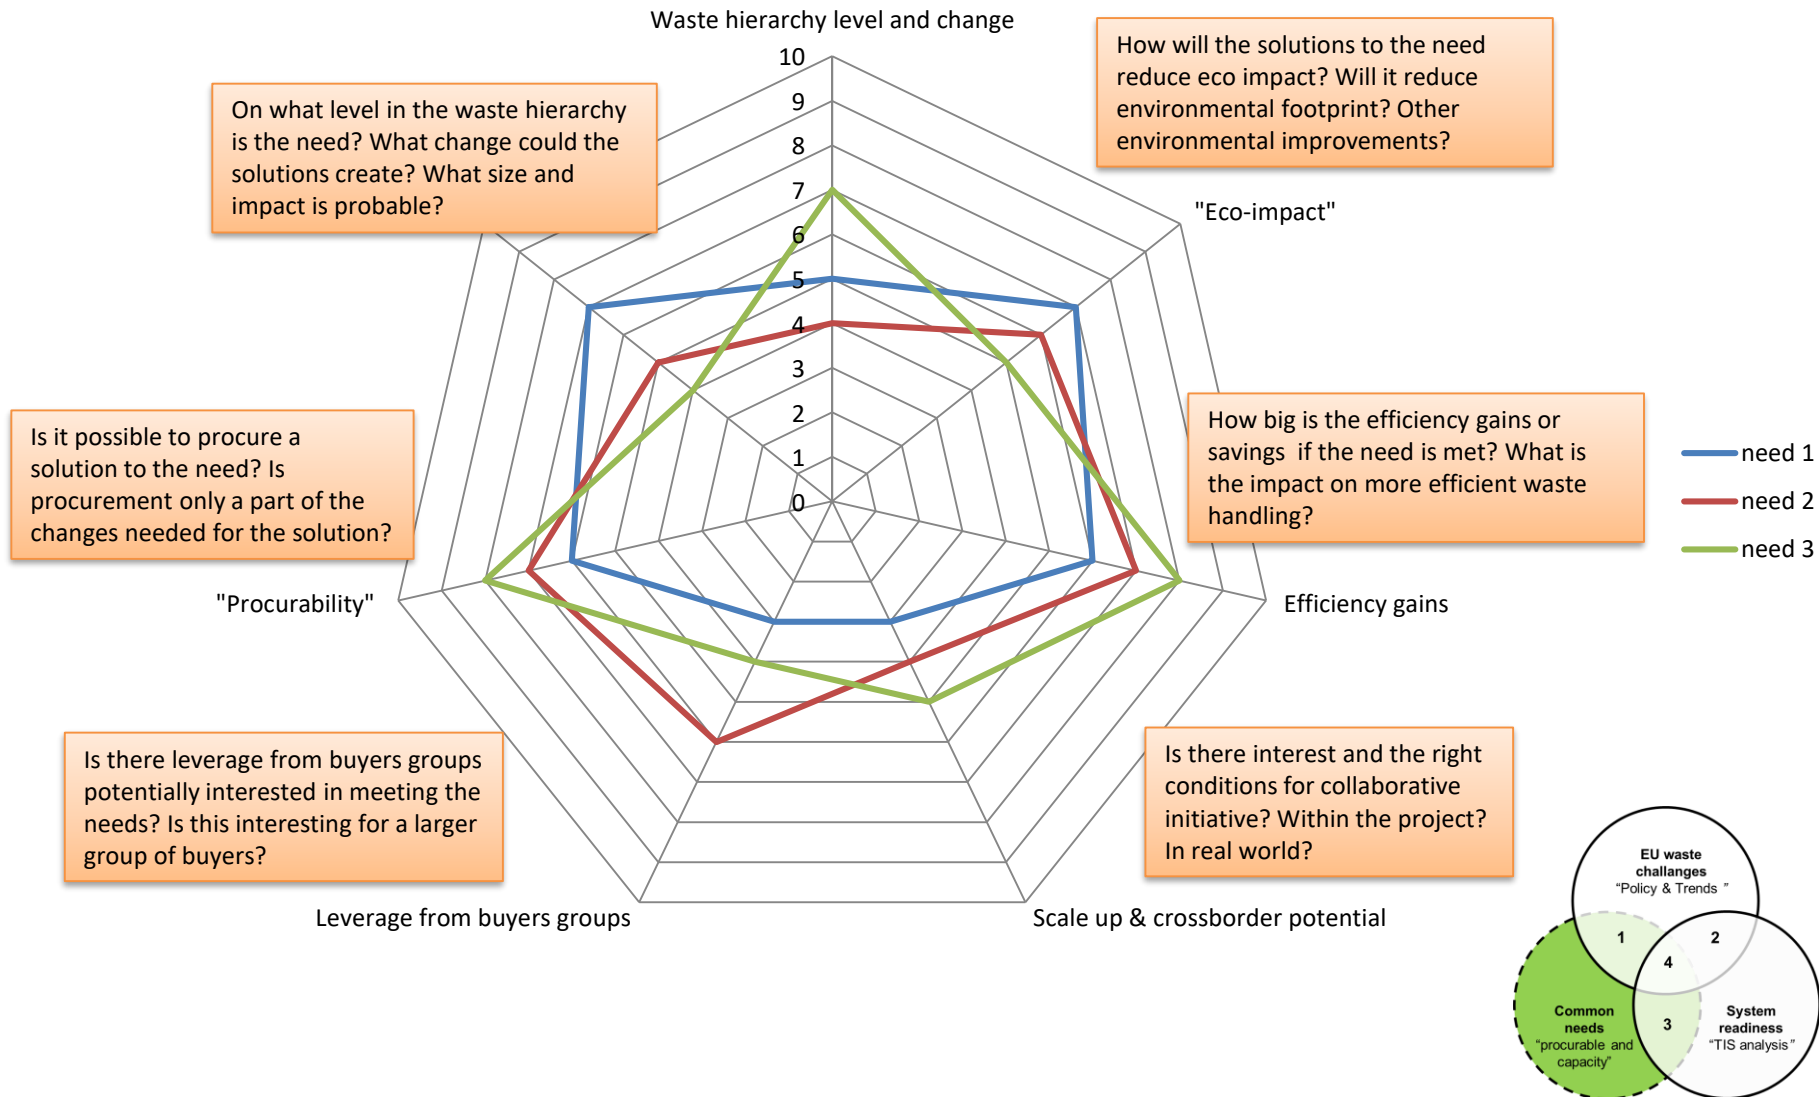 Waste hierarchy level and change
How will the solutions to the need
reduce eco impact? Will it reduce
environmental footprint? Other
environmental improvements?
On what level in the waste hierarchy
is the need? What change could the
solutions create? What size and
impact is probable?
10
9
8
7
6
5
4
3
2
1
0
"Eco-impact"
How big is the efficiency gains or
savings if the need is met? What is
the impact on more efficient waste
handling?
Is it possible to procure a
solution to the need? Is
procurement only a part of the
changes needed for the solution?
need 1
need 2
need 3
"Procurability"
Efficiency gains
Is there leverage from buyers groups
potentially interested in meeting the
needs? Is this interesting for a larger
group of buyers?
Is there interest and the right
conditions for collaborative
initiative? Within the project?
In real world?
Leverage from buyers groups
Scale up & crossborder potential
EU waste
challanges
“Policy & Trends ”
1
2
4
3
Common
needs
“procurable and
capacity”
System
readiness
“TIS analysis”